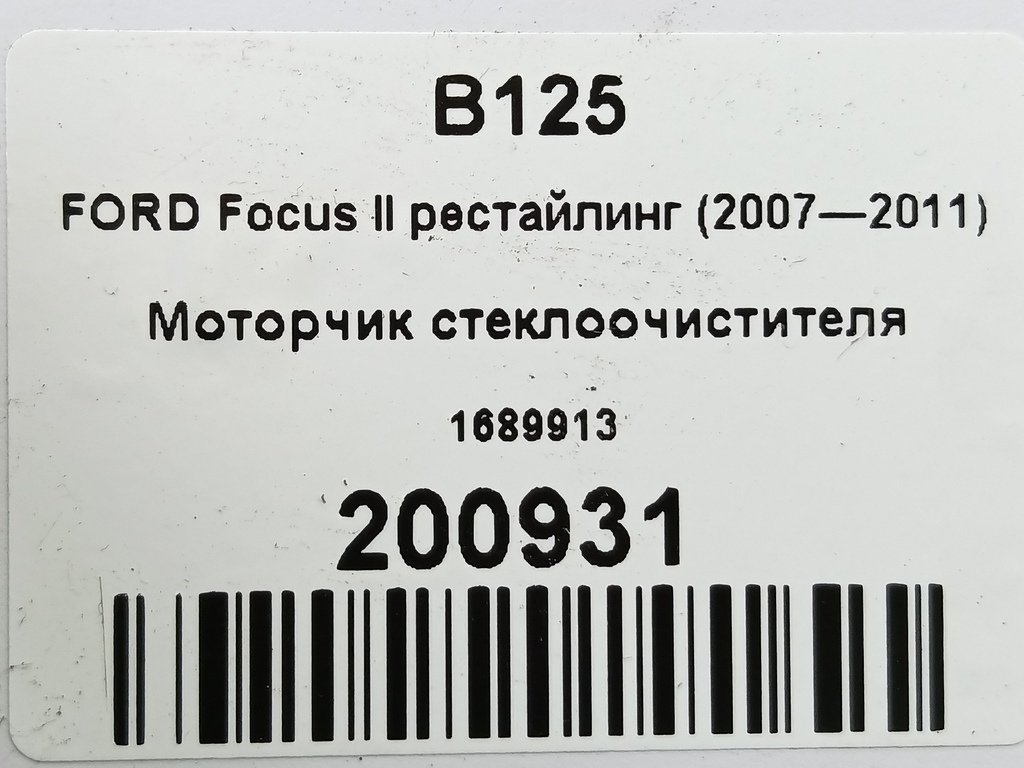 B125
FORD Focus II рестайлинг (2007—2011)
Моторчик стеклоочистителя
1689913
200931